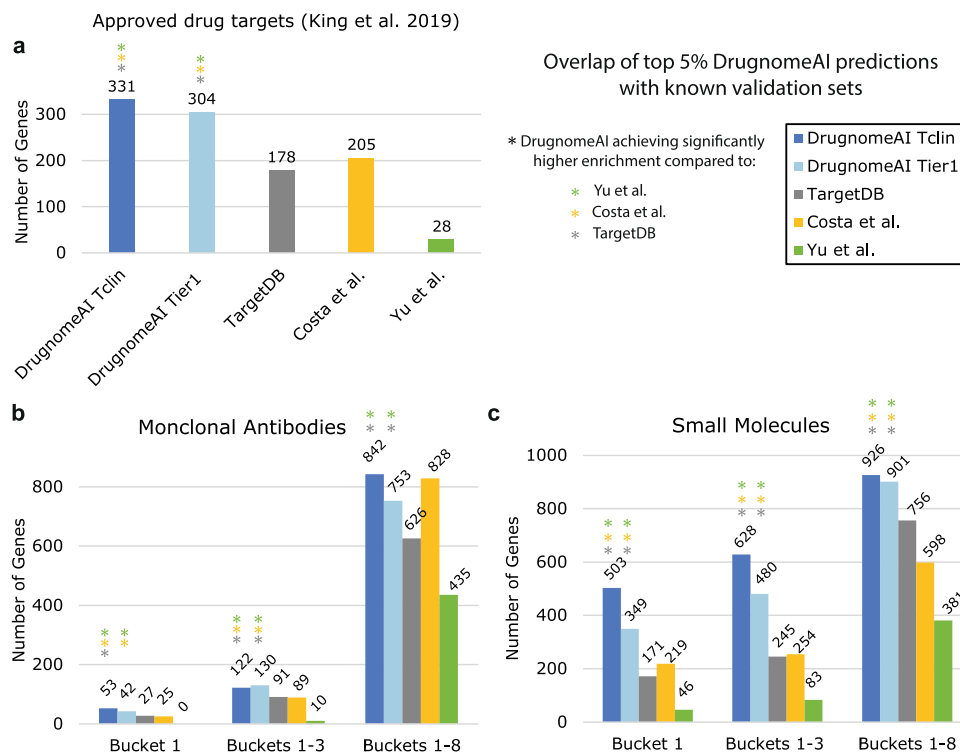 Approved drug targets (King et al. 2019)
a
*
*
*
*
*
*
331
304
178
205
28
300
200
100
0
Number of Genes
DrugnomeAI Tclin
DrugnomeAI Tier1
TargetDB
Costa et al.
Yu et al.
Overlap of top 5% DrugnomeAI predictions
with known validation sets
* DrugnomeAI achieving significantly
higher enrichment compared to:
* Yu et al.
* Costa et al.
* TargetDB
DrugnomeAI Tclin
DrugnomeAI Tier1
TargetDB
Costa et al.
Yu et al.
b
Monclonal Antibodies
Number of Genes
800
600
400
200
0
* *
* *
*
53
42
27
25
0
* *
* *
* *
122
130
91
89
10
* *
* *
842
753
626
828
435
Bucket 1
Buckets 1-3
Buckets 1-8
c
Small Molecules
Number of Genes
1000
800
600
400
200
0
* *
* *
* *
503
349
171
219
46
* *
* *
* *
628
480
245
254
83
* *
* *
* *
926
901
756
598
381
Bucket 1
Buckets 1-3
Buckets 1-8